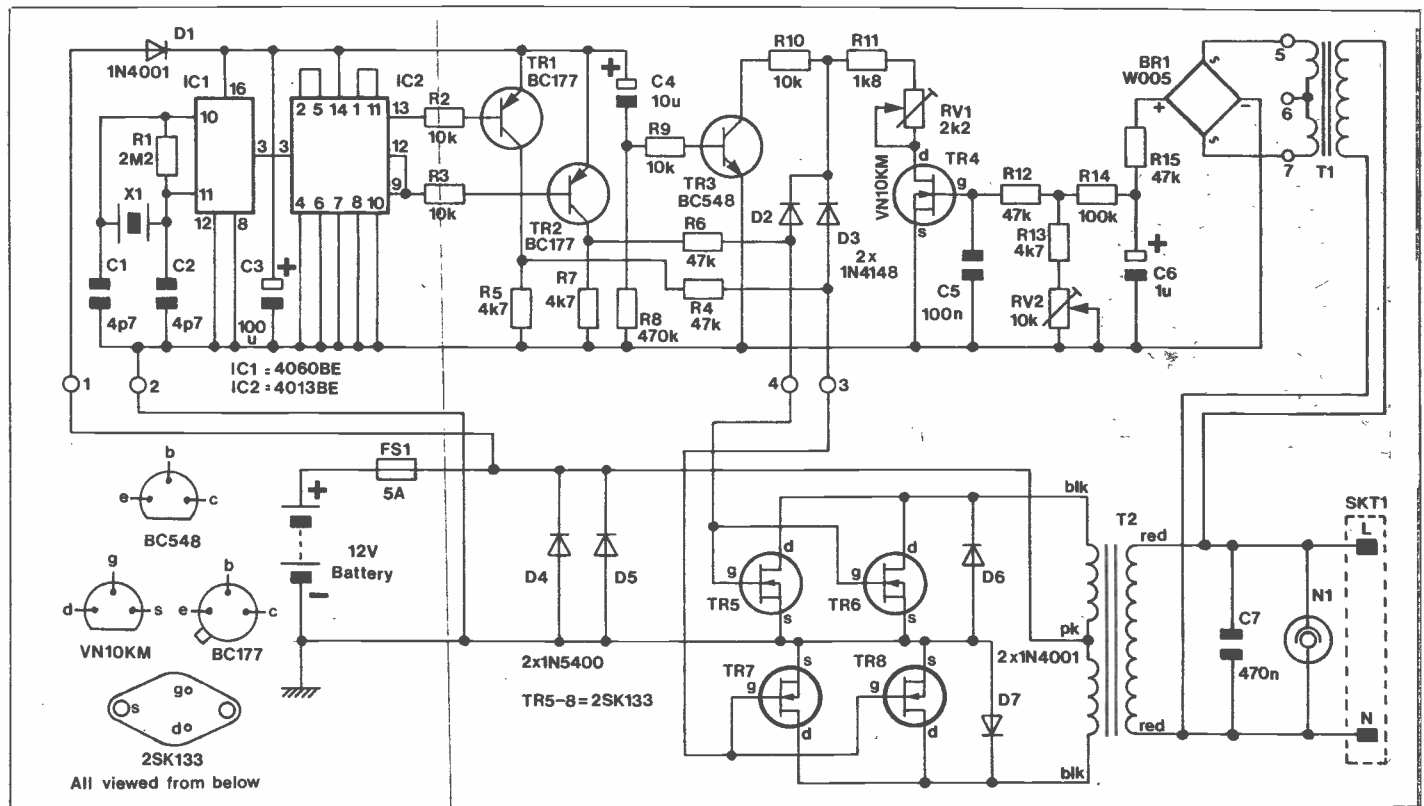 D1
1N4001
IC1
16
10
R1
2M2
X1
11
12
8
3
3
C1
4p7
C2
4p7
C3
+
100
u
IC2
2
5
14
1
11
13
12
9
4
6
7
8
10
IC1 = 4060BE
IC2 = 4013BE
R2
10k
R3
10k
TR1
BC177
TR2
BC177
R5
4k7
R7
4k7
+
C4
10u
R8
470k
R9
10k
TR3
BC548
R6
47k
R4
47k
R10
10k
R11
1k8
D2
D3
2x
1N4148
RV1
2k2
VN10KM
TR4
d
g
s
C5
100n
R12
47k
R13
4k7
RV2
10k
R14
100k
R15
47k
+
C6
1u
BR1
W005
s
+
-
s
5
6
7
T1
1
2
4
3
b
e
c
BC548
g
d
s
VN10KM
b
e
c
BC177
g
s
d
2SK133
All viewed from below
FS1
5A
+
12V
Battery
-
D4
D5
2x1N5400
TR5-8=2SK133
g
d
s
TR5
g
d
s
TR6
D6
TR7
g
s
d
TR8
g
s
d
D7
2x1N4001
blk
pk
blk
T2
red
red
C7
470n
N1
SKT1
L
N